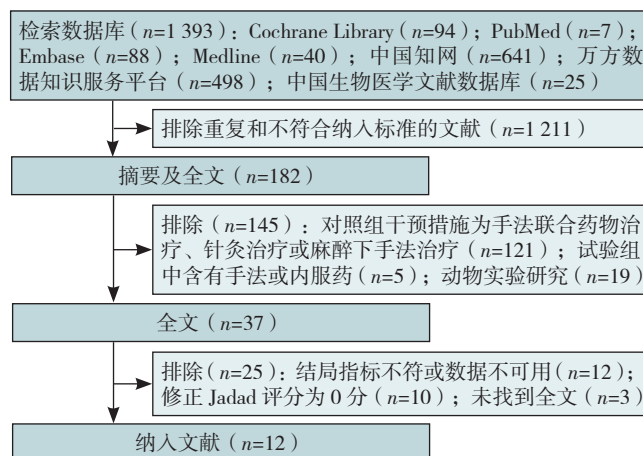 检索数据库（n=1 393）：Cochrane Library（94）；PubMed（7）；
Embase（88）；Medline（40）；中国知网（641）；万方数
据知识服务平台（498）；中国生物医学文献数据库（25）
排除重复和不符合纳入标准的文献（n=1 211）
摘要及全文（n=182）
排除（n=145）：对照组干预措施为手法联合药物治
疗、针灸治疗或麻醉下手法治疗（n=121）；试验组
中含有手法或内服药（n=5）；动物实验研究（n=19）
全文（n=37）
排除（n=25）：结局指标不符或数据不可用（n=12）；
修正 Jadad 评分为 0 分（n=10）；未找到全文（n=3）
纳入文献（n=12）